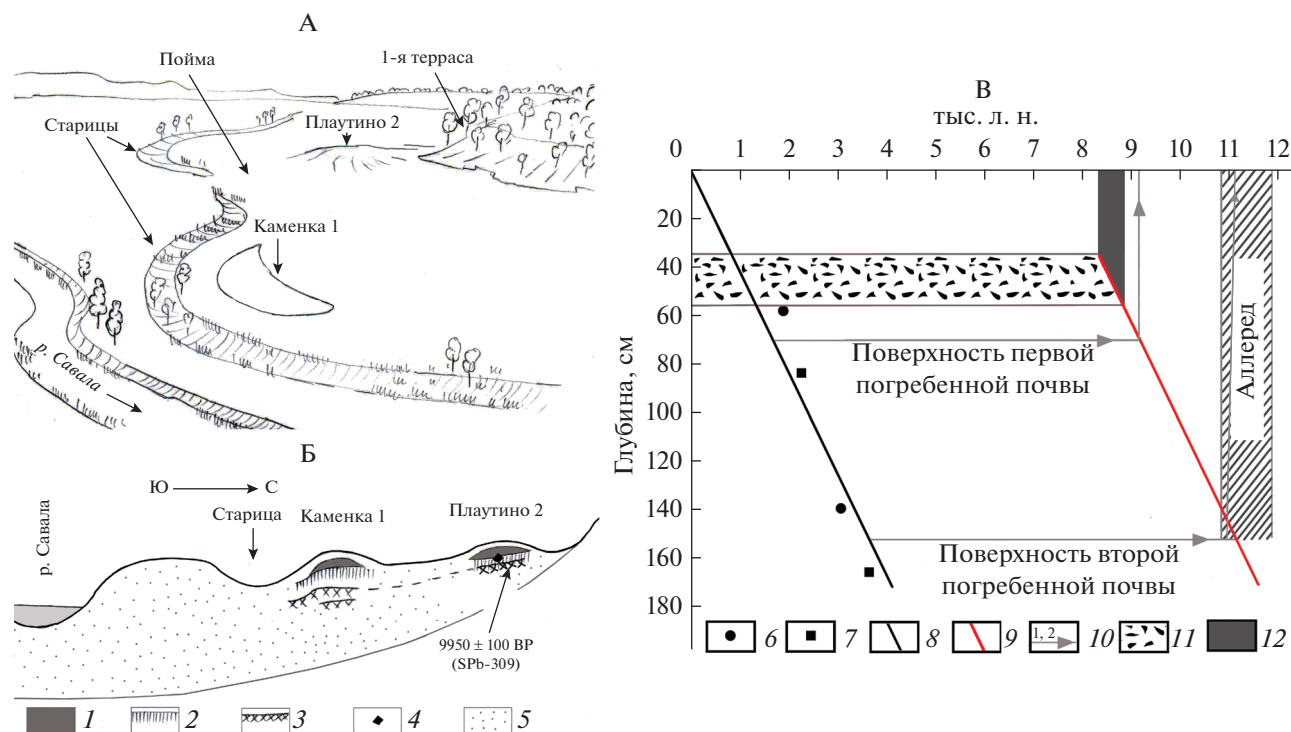 А
Пойма
1-я терраса
Старицы
Плаутино 2
Каменка 1
р. Савала
Б
Ю С
Старица
Каменка 1
Плаутино 2
р. Савала
9950 ± 100 BP
(SPb-309)
1 2 3 4 5
В
тыс. л. н.
0 1 2 3 4 5 6 7 8 9 10 11 12
20
40
60
80
100
120
140
160
180
Глубина, см
Поверхность первой
погребенной почвы
Аллеред
Поверхность второй
погребенной почвы
6 7 8 9 1, 2 10 11 12